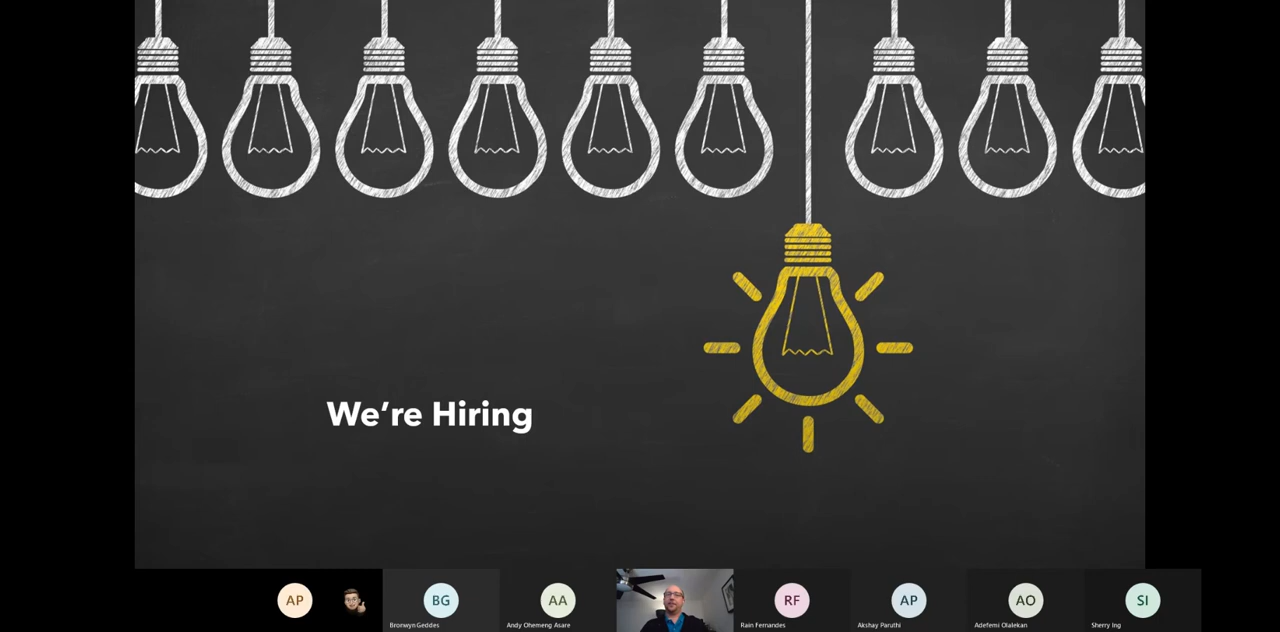 We’re Hiring
AP
BG
AA
RF
AP
AO
SI
Bronwyn Geddes
Andy Ohemeng Asare
Rain Fernandes
Akshay Paruthi
Adefemi Olalekan
Sherry Ing